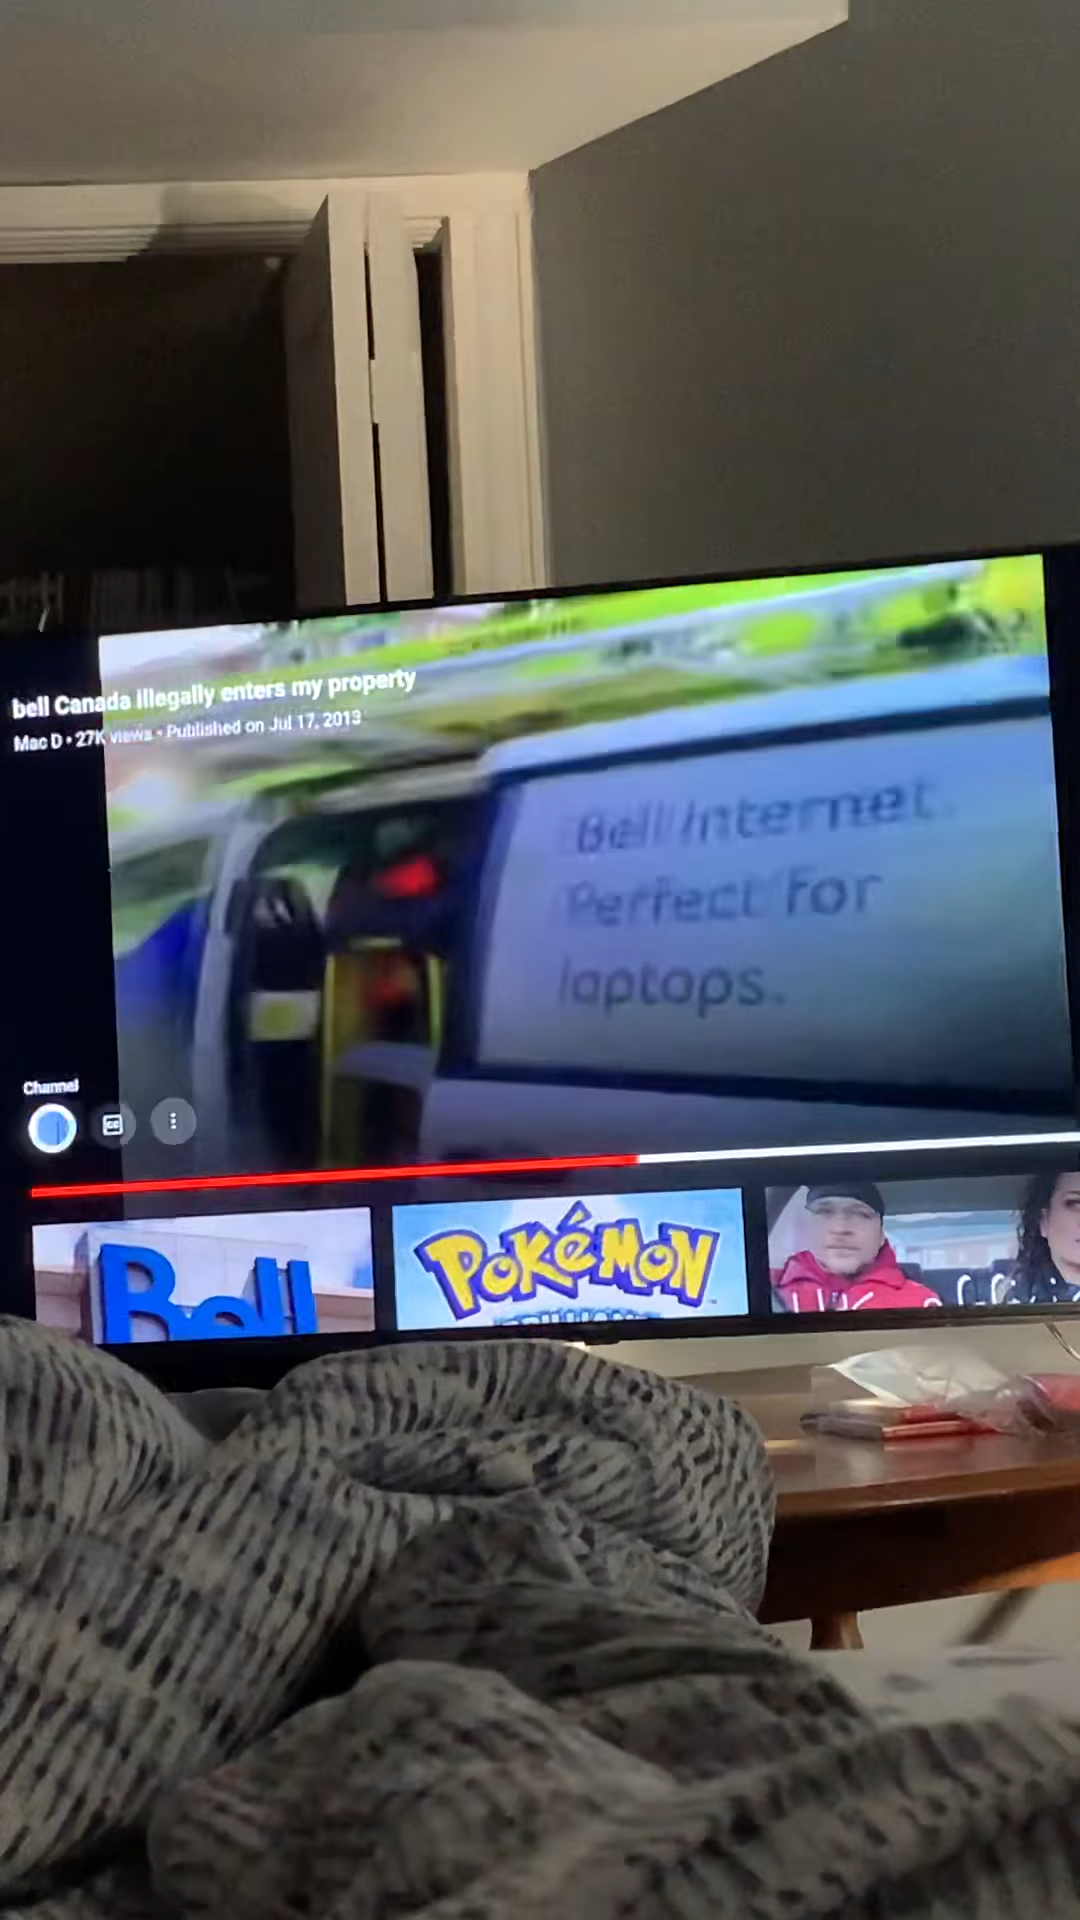 bell Canada illegally enters my property
Mac D • 27K views • Published on Jul 17, 2013
Bell Internet.
Perfect for
laptops.
Channel
CC
Bell
POKéMON